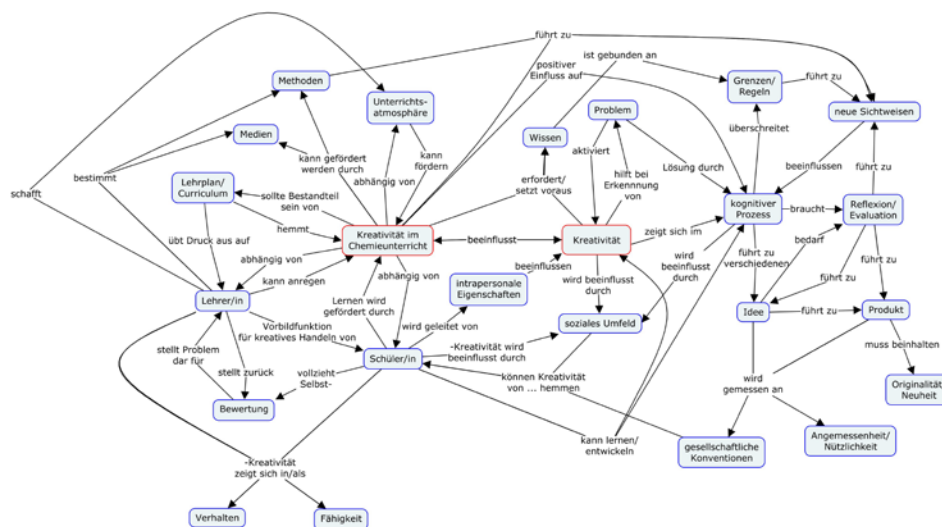 führt zu
positiver
Einfluss auf
ist gebunden an
Methoden
Grenzen/
Regeln
führt zu
Unterrichts-
atmosphäre
Problem
neue Sichtweisen
Medien
Wissen
überschreitet
kann gefördert
werden durch
kann
fördern
aktiviert
schafft
bestimmt
Lehrplan/
Curriculum
abhängig von
erfordert/
setzt voraus
hilft bei
Erkennnung
von
Lösung durch
beeinflussen
führt zu
sollte Bestandteil
sein von
kognitiver
Prozess
braucht
Reflexion/
Evaluation
hemmt
Kreativität im
Chemieunterricht
beeinflusst
Kreativität
zeigt sich im
bedarf
übt Druck aus auf
abhängig von
abhängig von
wird
beeinflusst
durch
führt zu
verschiedenen
führt zu
führt zu
kann anregen
intrapersonale
Eigenschaften
beeinflussen
wird beeinflusst
durch
Lehrer/in
Lernen wird
gefördert durch
Idee
führt zu
Produkt
Vorbildfunktion
für kreatives Handeln von
wird geleitet von
soziales Umfeld
stellt Problem
dar für
Schüler/in
-Kreativität wird
beeinflusst durch
muss beinhalten
stellt zurück
vollzieht
Selbst-
können Kreativität
von ... hemmen
wird
gemessen an
Originalität/
Neuheit
Bewertung
kann lernen/
entwickeln
gesellschaftliche
Konventionen
Angemessenheit/
Nützlichkeit
-Kreativität
zeigt sich in/als
Verhalten
Fähigkeit